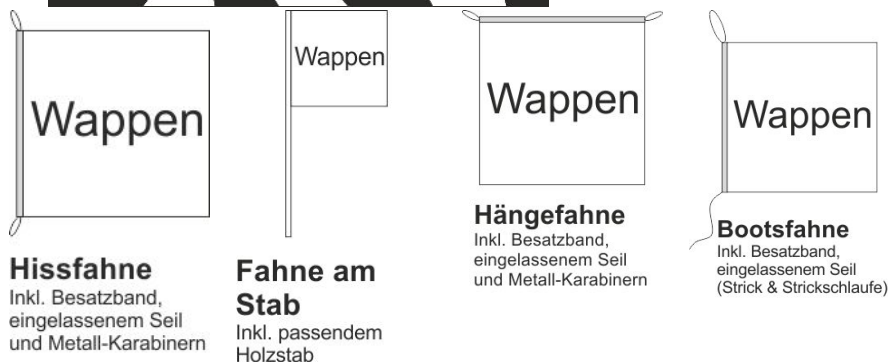 Wappen
Hissfahne
Inkl. Besatzband,
eingelassenem Seil
und Metall-Karabinern
Wappen
Fahne am
Stab
Inkl. passendem
Holzstab
Wappen
Hängefahne
Inkl. Besatzband,
eingelassenem Seil
und Metall-Karabinern
Wappen
Bootsfahne
Inkl. Besatzband,
eingelassenem Seil
(Strick & Strickschlaufe)